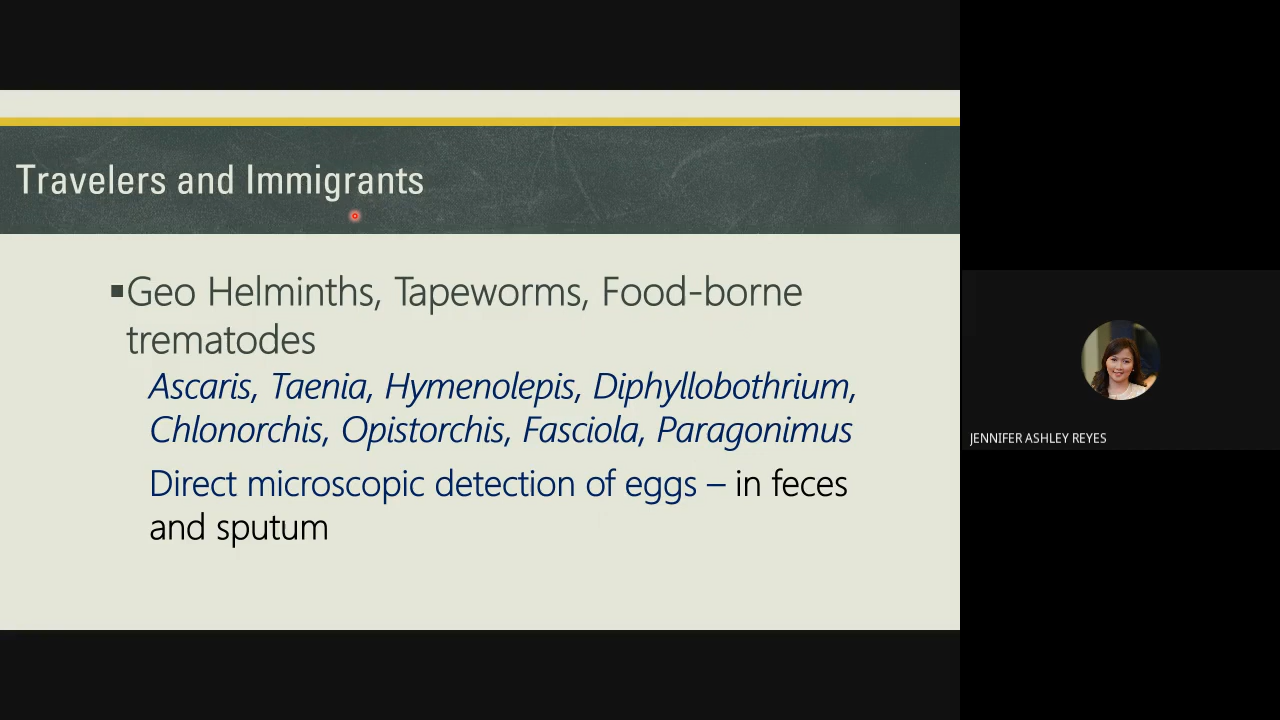 Travelers and Immigrants
▪Geo Helminths, Tapeworms, Food-borne
trematodes
Ascaris, Taenia, Hymenolepis, Diphyllobothrium,
Chlonorchis, Opistorchis, Fasciola, Paragonimus
Direct microscopic detection of eggs – in feces
and sputum
JENNIFER ASHLEY REYES